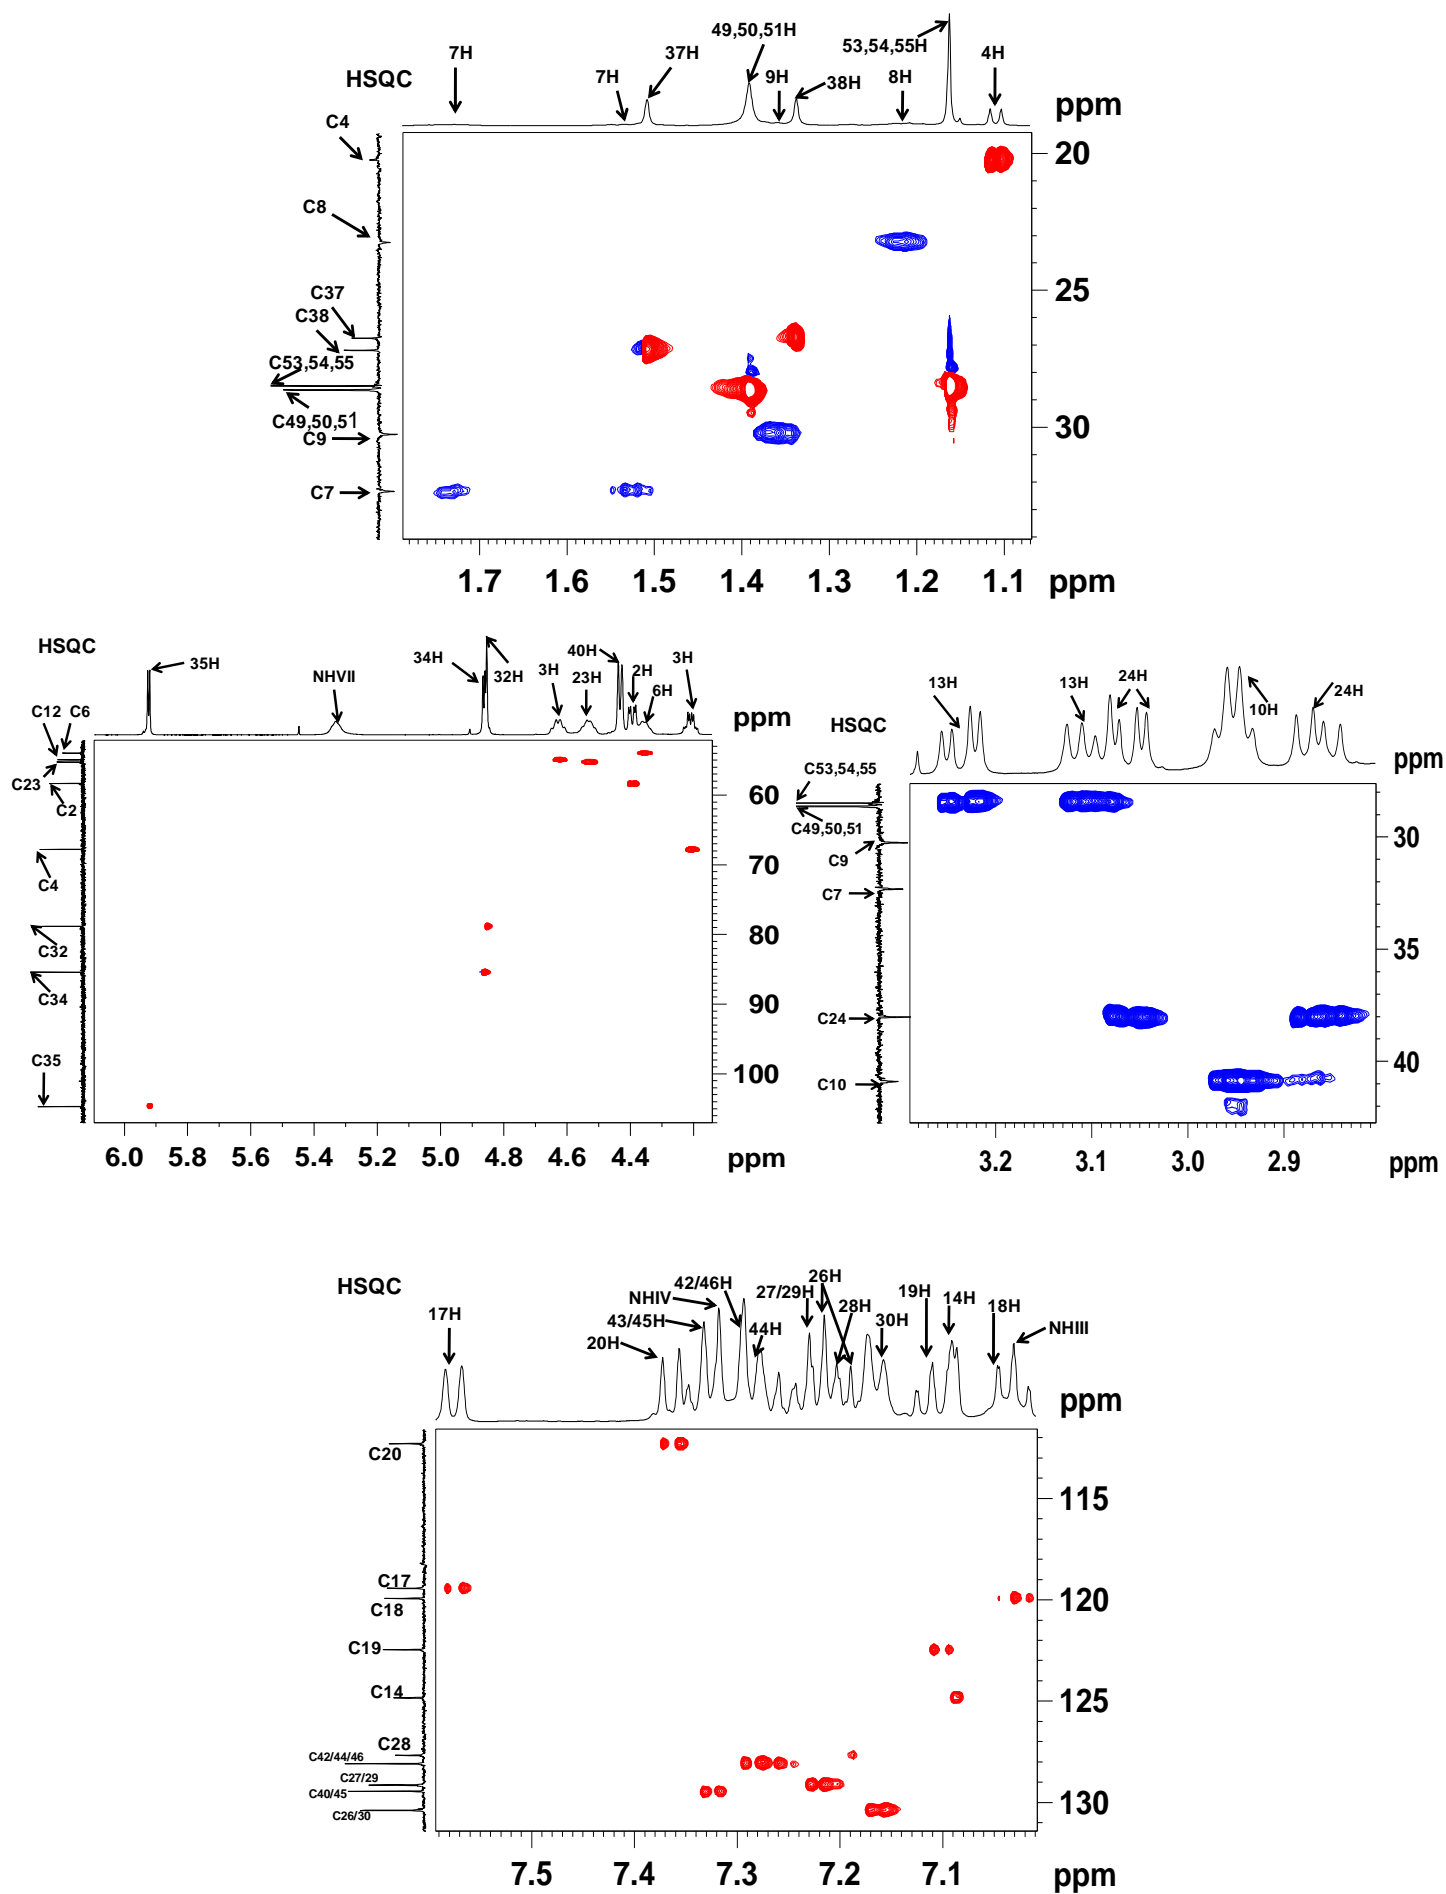 49,50,51H
53,54,55H
7H
37H
7H
9H
38H
8H
4H
HSQC
ppm
C4
20
C8
25
C37
C38
C53,54,55
C49,50,51
C9
30
C7
1.7 1.6 1.5 1.4 1.3 1.2 1.1 ppm
HSQC
35H
NHVII
34H
32H
3H
23H
40H
2H
6H
3H
ppm
C12 C6
C23
C2
60
C4
70
C32
80
C34
90
C35
100
6.0 5.8 5.6 5.4 5.2 5.0 4.8 4.6 4.4 ppm
13H
13H
24H
10H
24H
HSQC
ppm
C53,54,55
C49,50,51
C9
30
C7
35
C24
C10
40
3.2 3.1 3.0 2.9 ppm
HSQC
17H
20H
43/45H
NHIV
42/46H
44H
27/29H
26H
28H
30H
19H
14H
18H
NHIII
ppm
C20
115
C17
C18
120
C19
C14
125
C28
C42/44/46
C27/29
C40/45
C26/30
130
7.5 7.4 7.3 7.2 7.1 ppm